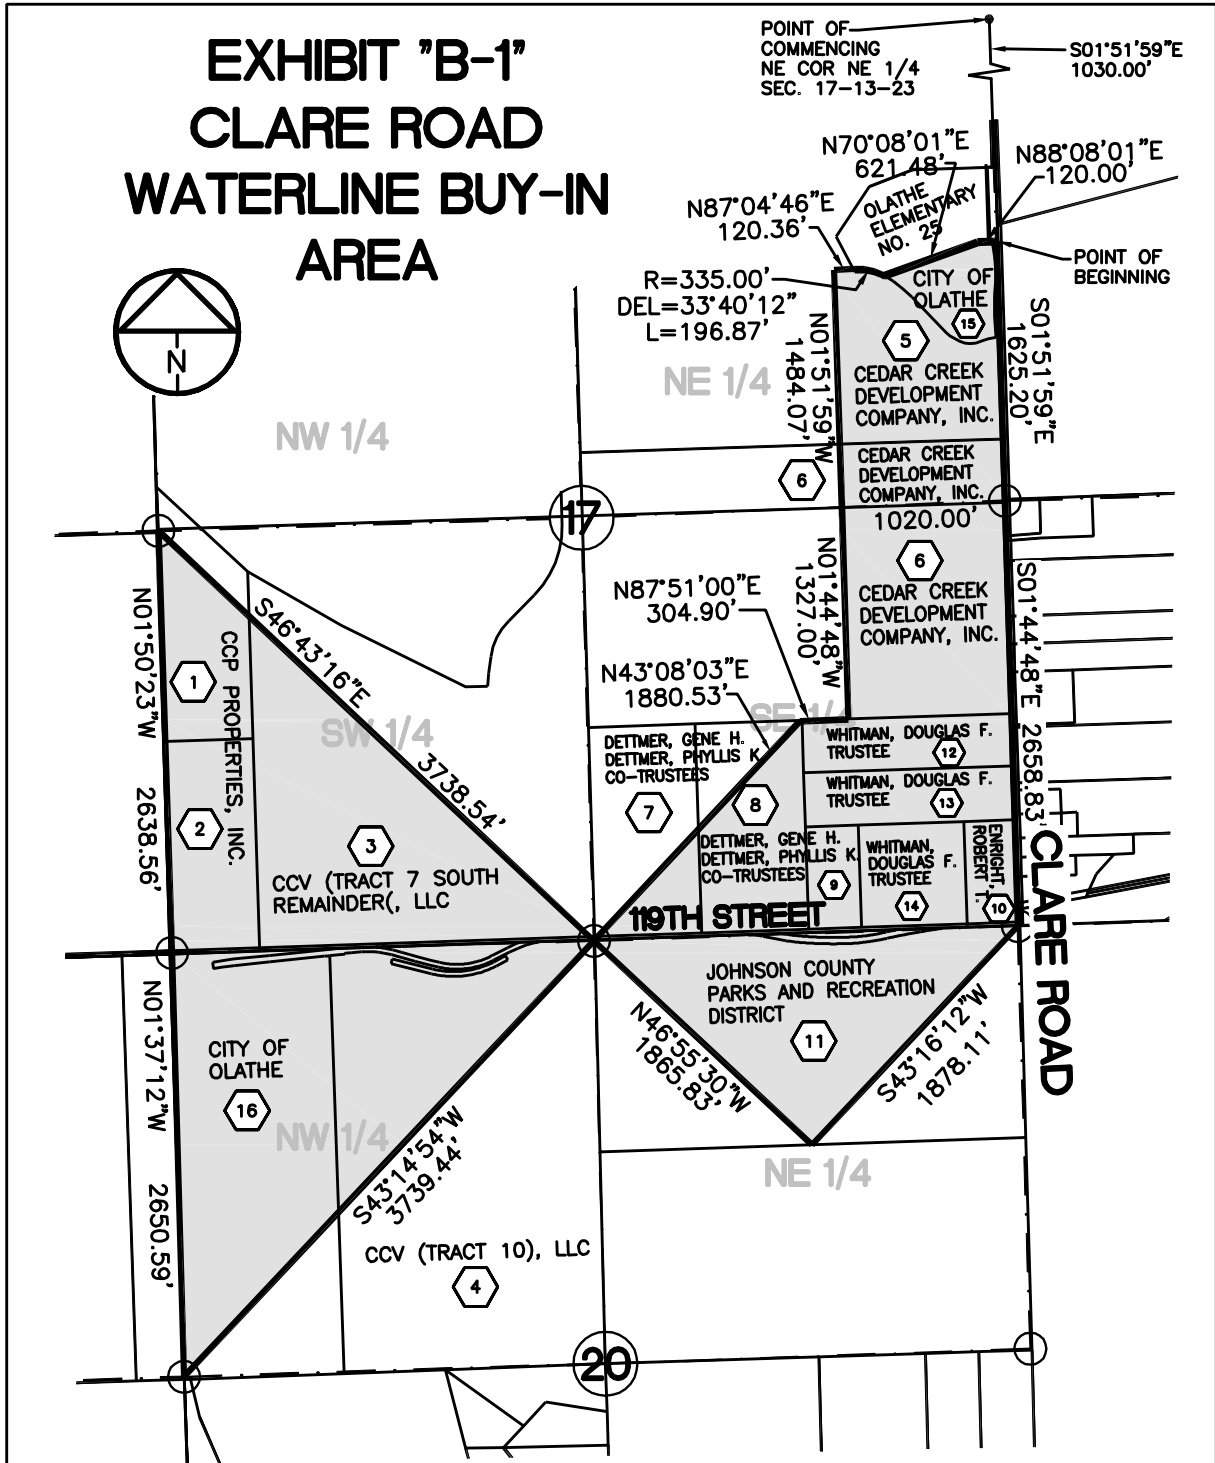 EXHIBIT "B-1"
CLARE ROAD
WATERLINE BUY-IN
AREA
POINT OF
COMMENCING
NE COR NE 1/4
SEC. 17-13-23
S01°51'59"E
1030.00'
N70°08'01"E
621.48'
N88°08'01"E
120.00'
N87°04'46"E
120.36'
OLATHE
ELEMENTARY
NO. 25
POINT OF
BEGINNING
R=335.00'
DEL=33°40'12"
L=196.87'
CITY OF
OLATHE
15
N
5
N01°51'59"W
1484.07'
S01°51'59"E
1625.20'
NE 1/4
CEDAR CREEK
DEVELOPMENT
COMPANY, INC.
NW 1/4
6
CEDAR CREEK
DEVELOPMENT
COMPANY, INC.
17
1020.00'
6
CEDAR CREEK
DEVELOPMENT
COMPANY, INC.
N01°44'48"W
1327.00'
S01°44'48"E 2658.83'
N87°51'00"E
304.90'
N43°08'03"E
1880.53'
N01°50'23"W 2638.56'
S46°43'16"E
3738.54'
1
CCP PROPERTIES, INC.
SW 1/4
SE 1/4
2
3
CCV (TRACT 7 SOUTH
REMAINDER(, LLC
DETTMER, GENE H.
DETTMER, PHYLLIS K.
CO-TRUSTEES
7
8
WHITMAN, DOUGLAS F.
TRUSTEE
12
WHITMAN, DOUGLAS F.
TRUSTEE
13
DETTMER, GENE H.
DETTMER, PHYLLIS K.
CO-TRUSTEES
9
WHITMAN,
DOUGLAS F.
TRUSTEE
14
ENRIGHT,
ROBERT T.
10
119TH STREET
CLARE ROAD
JOHNSON COUNTY
PARKS AND RECREATION
DISTRICT
11
N46°55'30"W
1865.83'
S43°16'12"W
1878.11'
N01°37'12"W 2650.59'
CITY OF
OLATHE
16
NW 1/4
S43°14'54"W
3739.44'
NE 1/4
CCV (TRACT 10), LLC
4
20